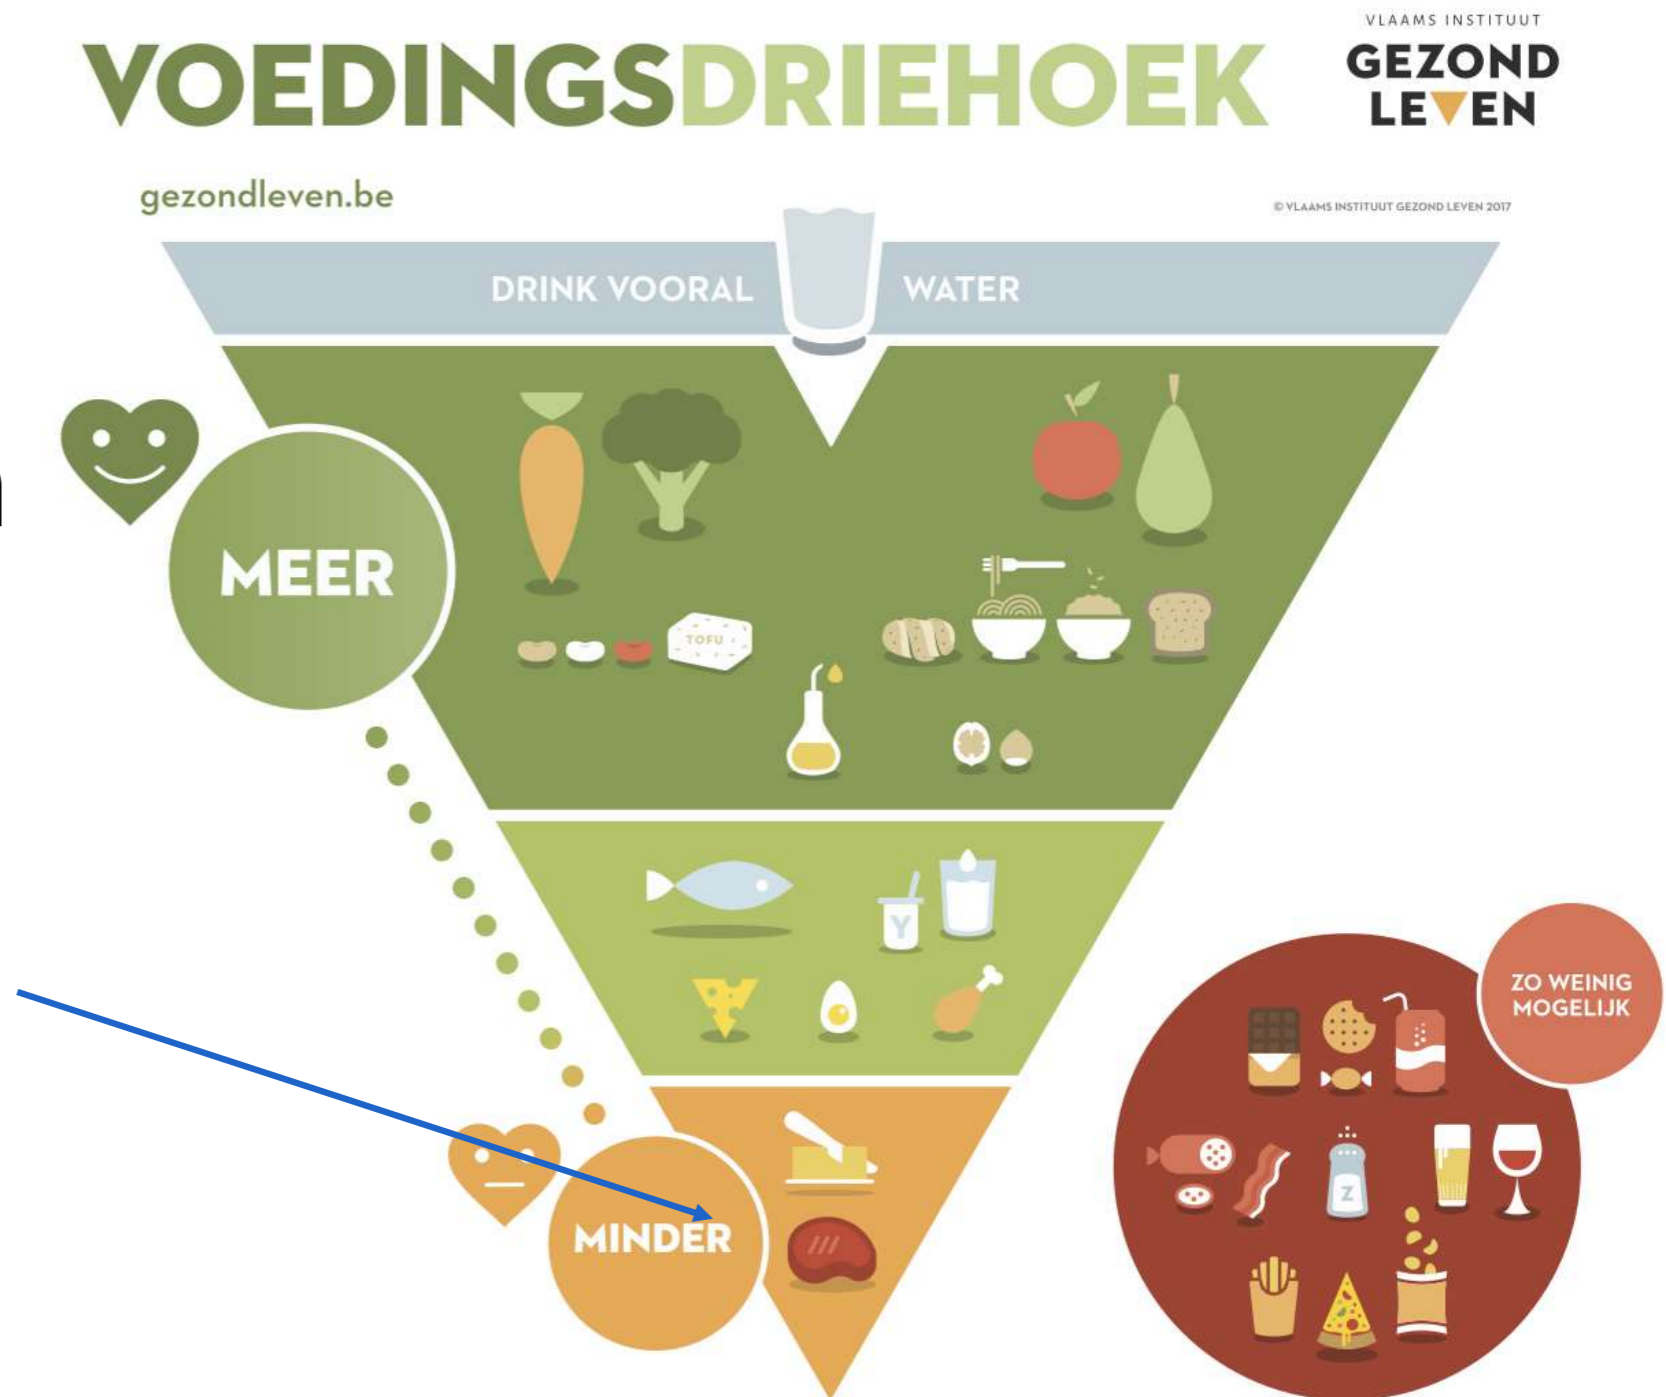 VLAAMS INSTITUUT
GEZOND
LEVEN
VOEDINGSDRIEHOEK
gezondleven.be
© VLAAMS INSTITUUT GEZOND LEVEN 2017
DRINK VOORAL WATER
MEER
TOFU
Y
ZO WEINIG
MOGELIJK
Z
MINDER